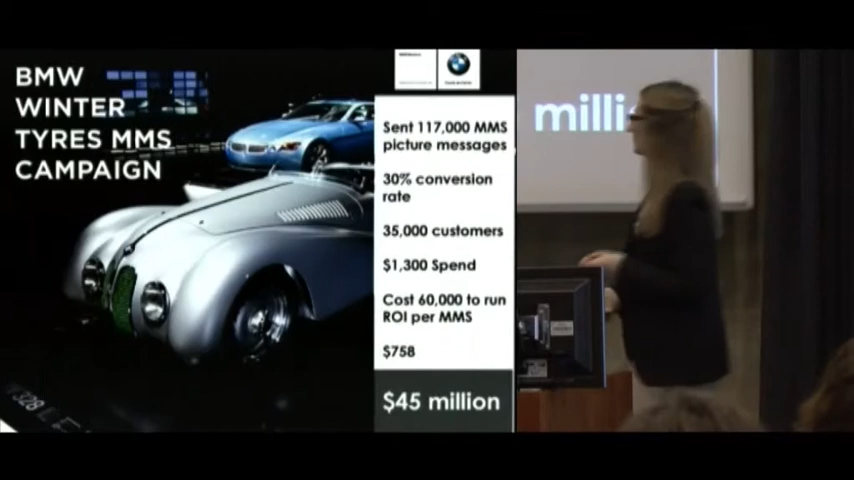 BMW
WINTER
TYRES MMS
CAMPAIGN
Sent 117,000 MMS
picture messages
30% conversion
rate
35,000 customers
$1,300 Spend
Cost 60,000 to run
ROI per MMS
$758
$45 million
milli
328